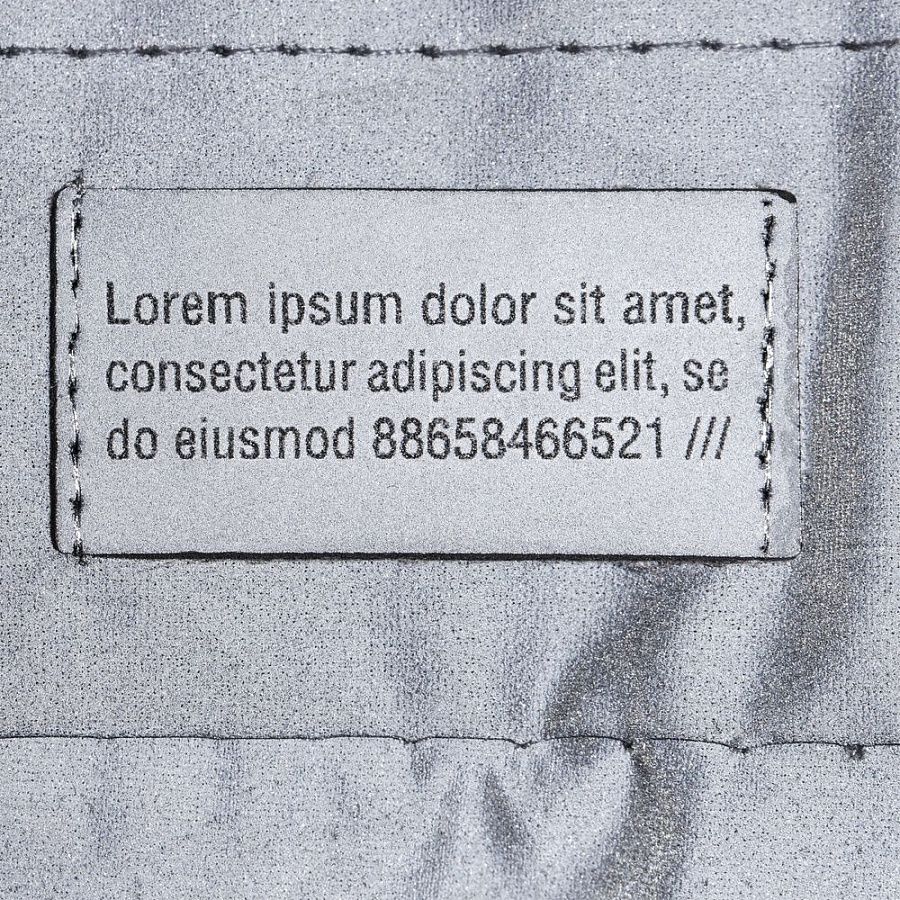 Lorem ipsum dolor sit amet,
consectetur adipiscing elit, se
do eiusmod 88658466521 ///